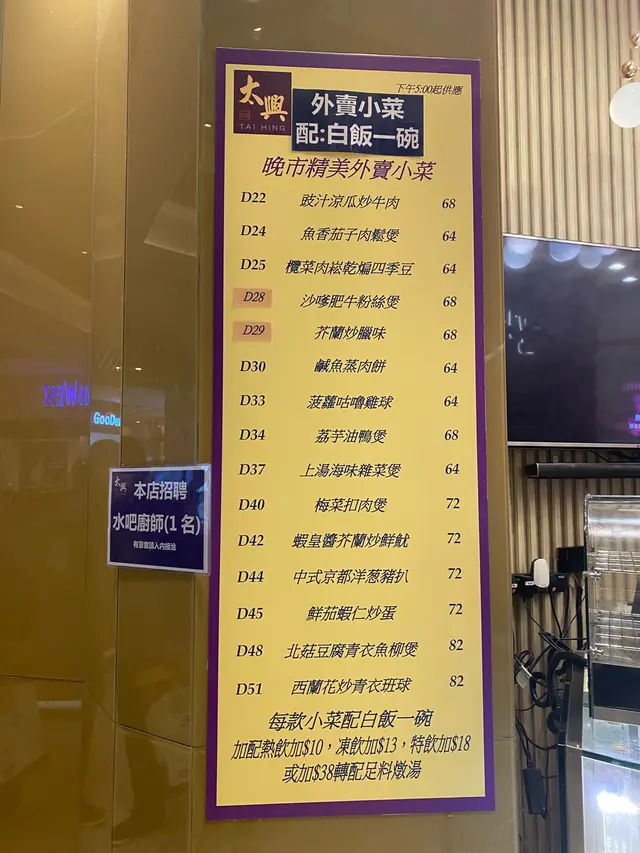 太興
TAI HING
下午5:00起供應
外賣小菜
配:白飯一碗
晚市精美外賣小菜
D22 豉汁涼瓜炒牛肉 68
D24 魚香茄子肉鬆煲 64
D25 欖菜肉崧乾煸四季豆 64
D28 沙嗲肥牛粉絲煲 68
D29 芥蘭炒臘味 68
D30 鹹魚蒸肉餅 64
D33 菠蘿咕嚕雞球 64
D34 荔芋油鴨煲 68
D37 上湯海味雜菜煲 64
D40 梅菜扣肉煲 72
D42 蝦皇醬芥蘭炒鮮魷 72
D44 中式京都洋葱豬扒 72
D45 鮮茄蝦仁炒蛋 72
D48 北菇豆腐青衣魚柳煲 82
D51 西蘭花炒青衣班球 82
每款小菜配白飯一碗
加配熱飲加$10，凍飲加$13，特飲加$18
或加$38轉配足料燉湯
太興
本店招聘
水吧廚師(1名)
有意者請入內接洽